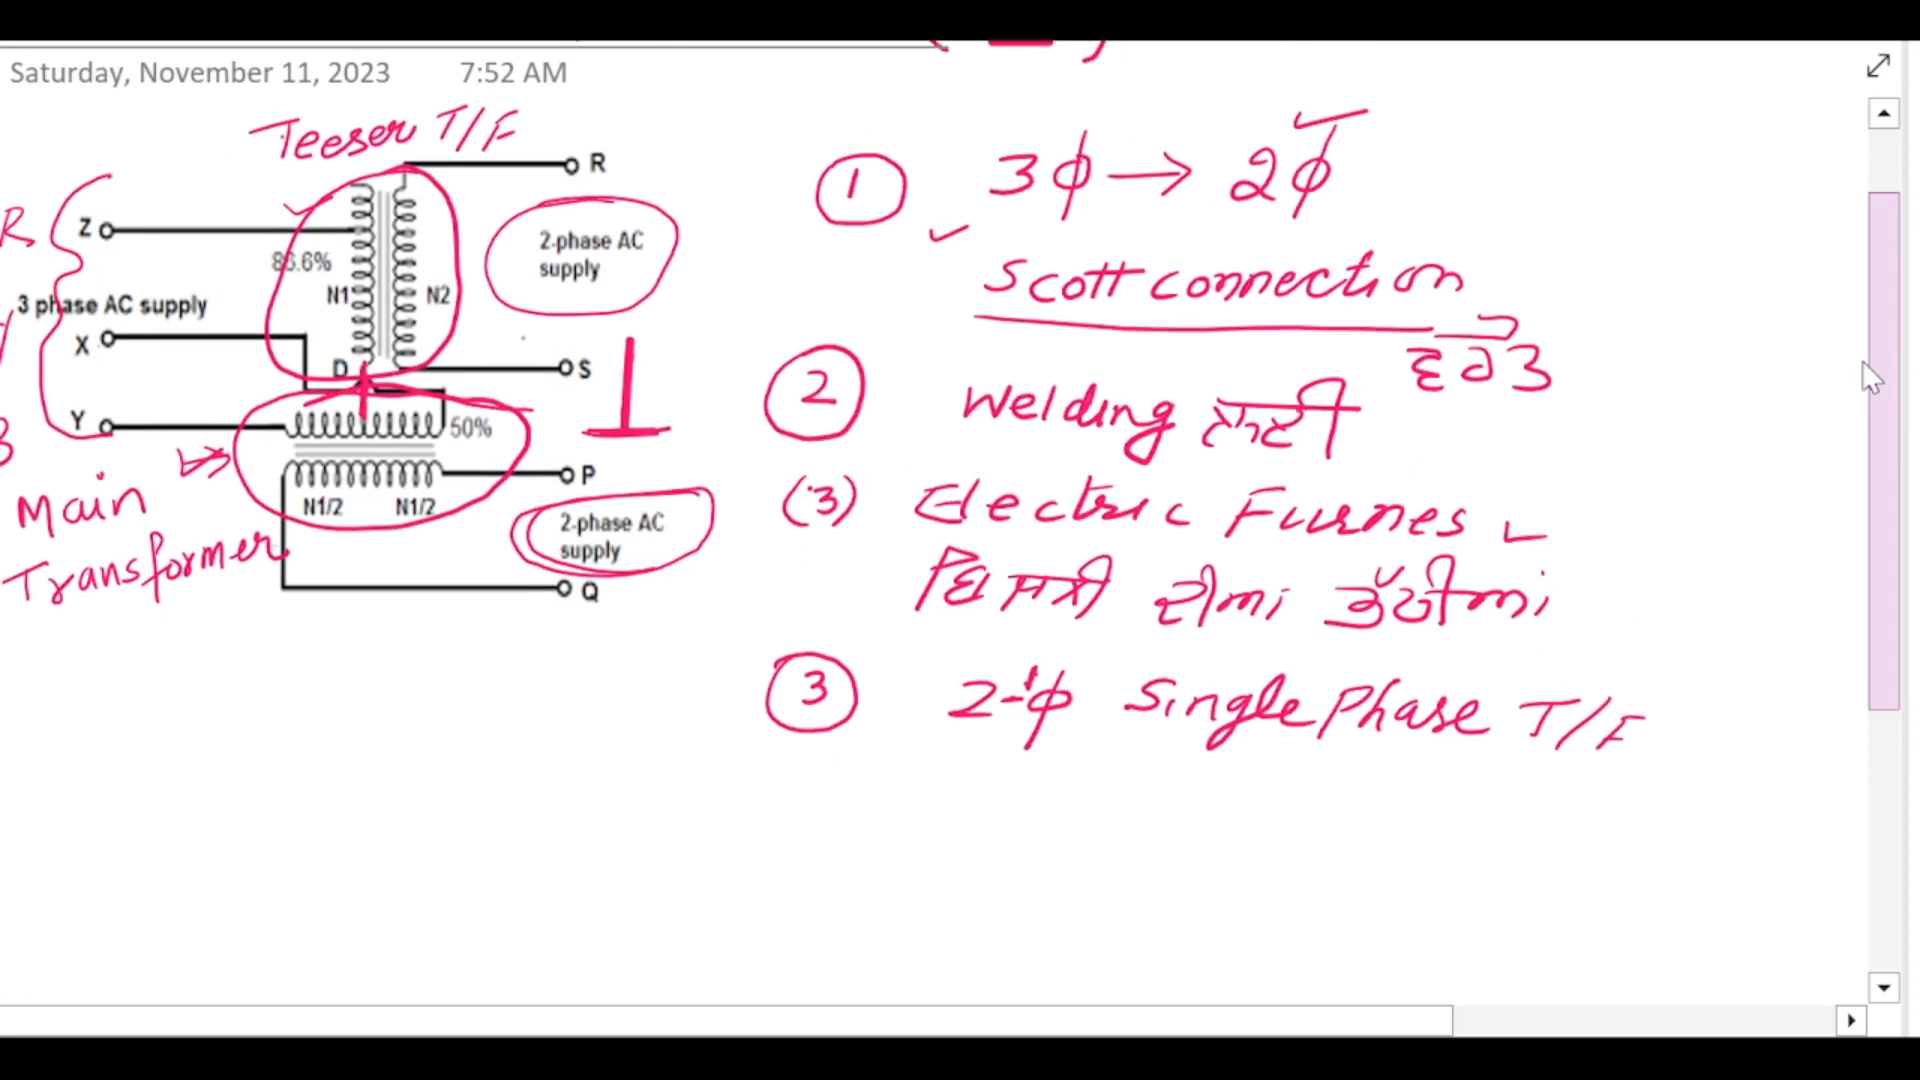 Saturday, November 11, 2023 7:52 AM
Teeser T/F
R
Z
R
2-phase AC
supply
86.6%
N1
N2
3 phase AC supply
X
D
S
Y
50%
P
N1/2 N1/2
Main
Transformer
2-phase AC
supply
Q
1 3ϕ → 2ϕ
Scott connection
2 Welding
(3) Electric Furnes
3 2-1ϕ Single Phase T/F